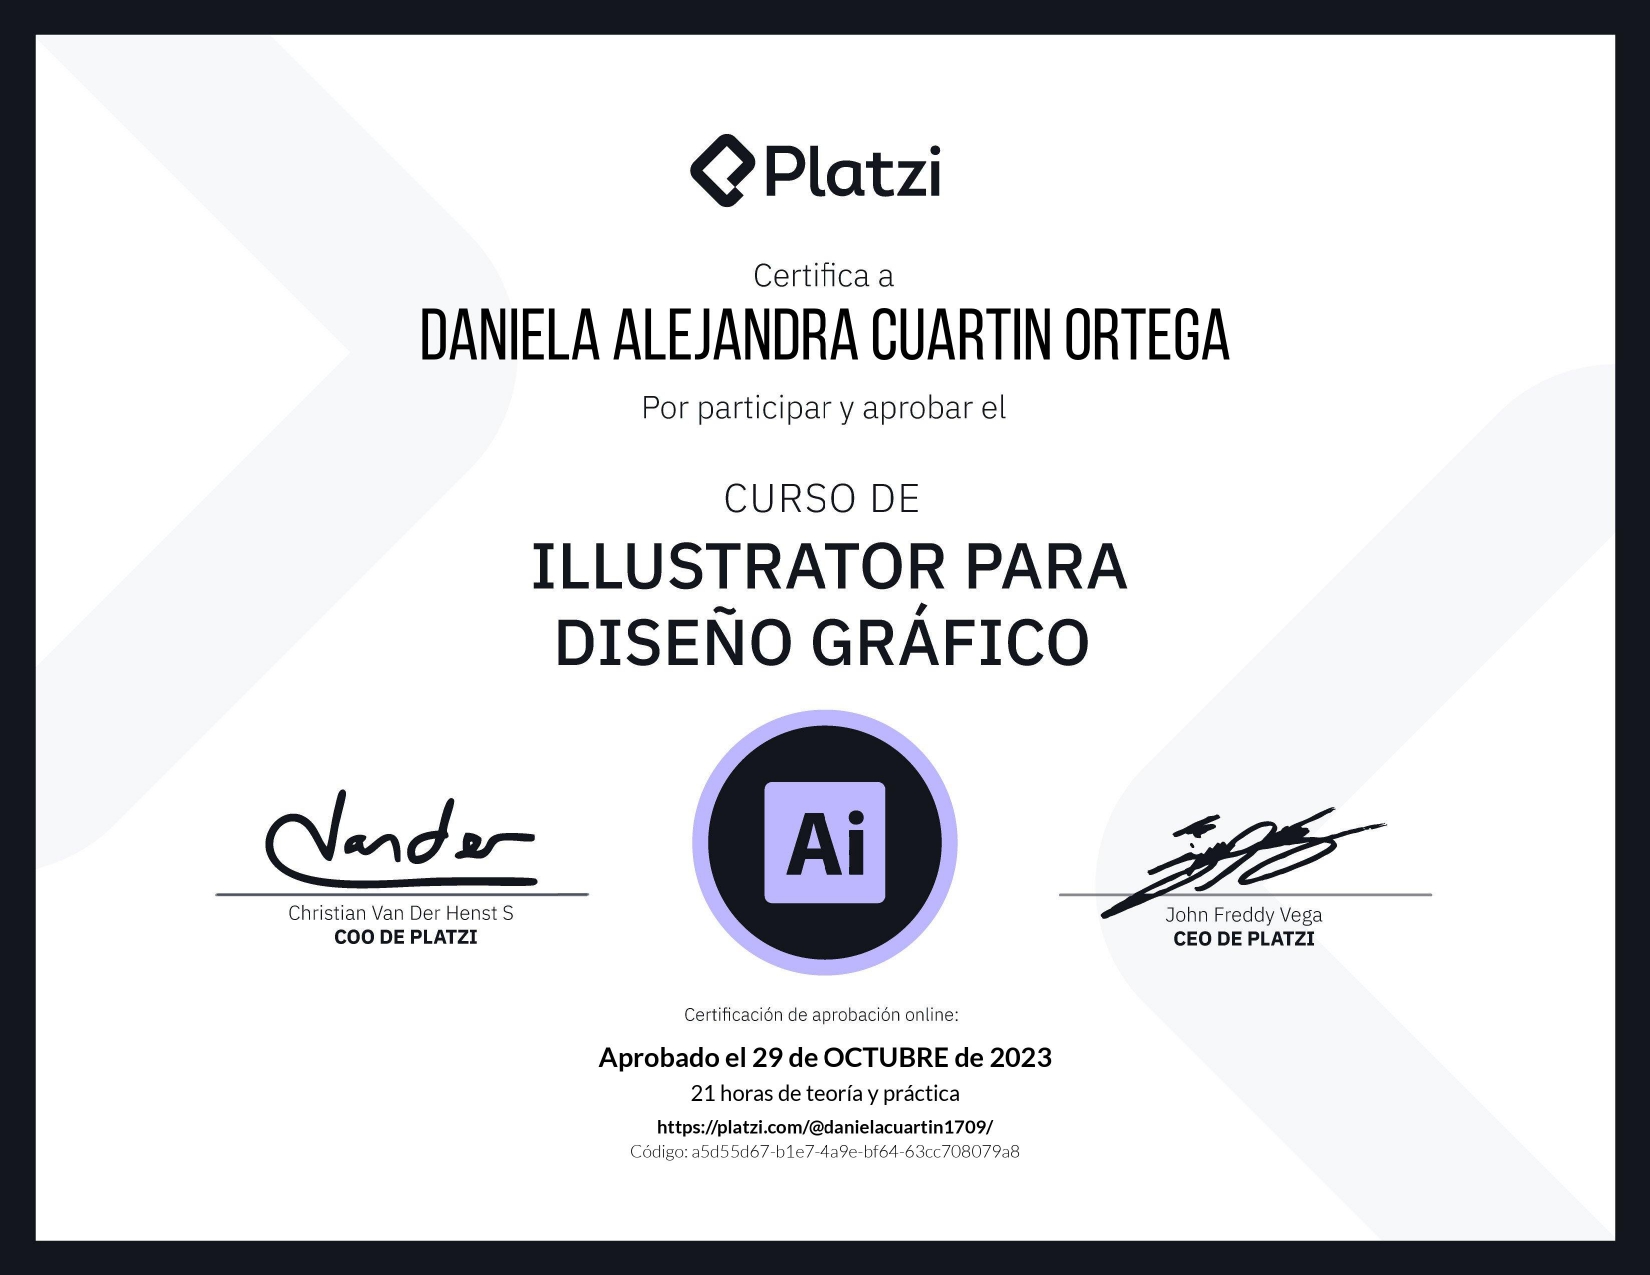 Platzi
Certifica a
DANIELA ALEJANDRA CUARTIN ORTEGA
Por participar y aprobar el
CURSO DE
ILLUSTRATOR PARA
DISEÑO GRÁFICO
Ai
Vander
Christian Van Der Henst S
COO DE PLATZI
John Freddy Vega
CEO DE PLATZI
Certificación de aprobación online:
Aprobado el 29 de OCTUBRE de 2023
21 horas de teoría y práctica
https://platzi.com/@danielacuartin1709/
Código: a5d55d67-b1e7-4a9e-bf64-63cc708079a8